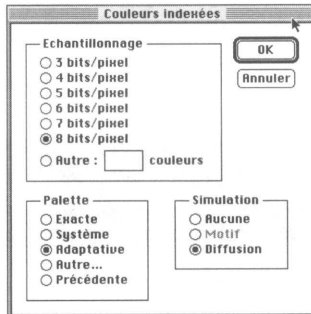 Couleurs indexées
Echantillonnage
3 bits/pixel
4 bits/pixel
5 bits/pixel
6 bits/pixel
7 bits/pixel
8 bits/pixel
Autre : couleurs
OK
Annuler
Palette
Exacte
Système
Adaptative
Autre...
Précédente
Simulation
Aucune
Motif
Diffusion